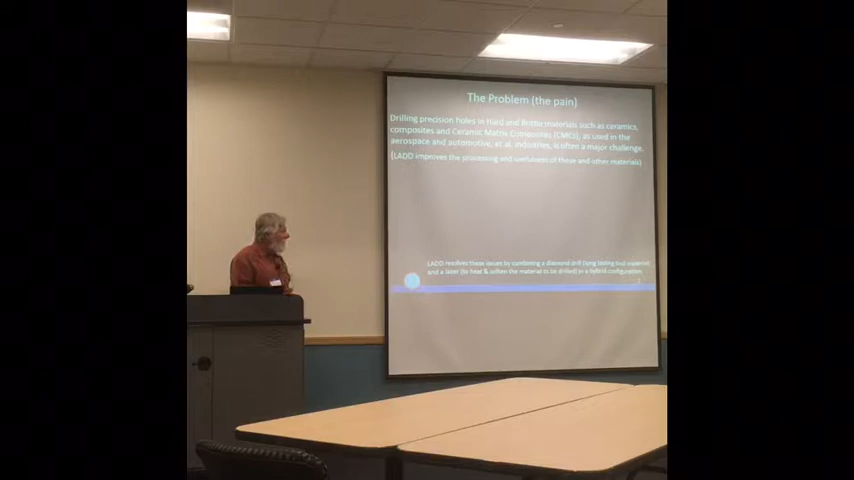 The Problem (the pain)
Drilling precision holes in Hard and Brittle materials such as ceramics,
composites and Ceramic Matrix Composites (CMCs), as used in the
aerospace and automotive, et al. industries, is often a major challenge.
(LADD improves the processing and usefulness of these and other materials)
LADD resolves these issues by combining a diamond drill (long lasting tool material)
and a laser (to heat & soften the material to be drilled) in a hybrid configuration